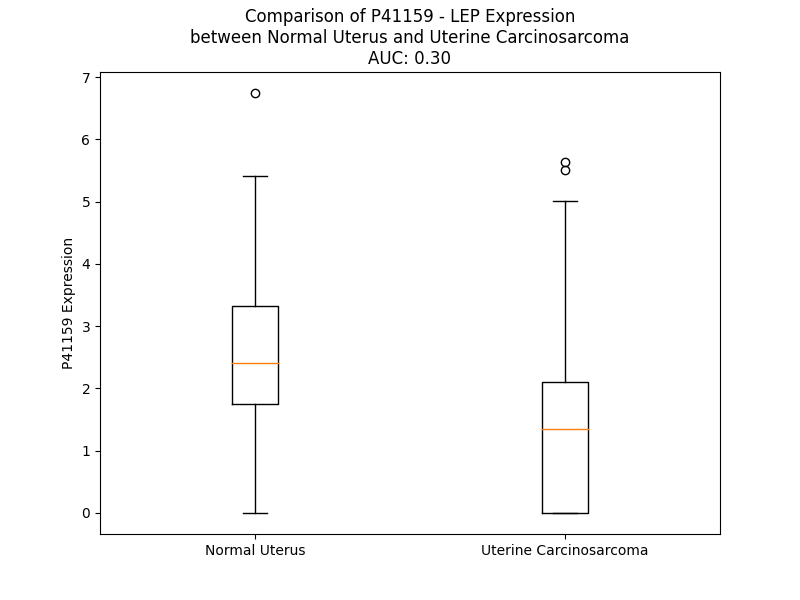 Comparison of P41159 - LEP Expression
between Normal Uterus and Uterine Carcinosarcoma
AUC: 0.30
7
6
5
4
3
2
1
0
P41159 Expression
Normal Uterus
Uterine Carcinosarcoma